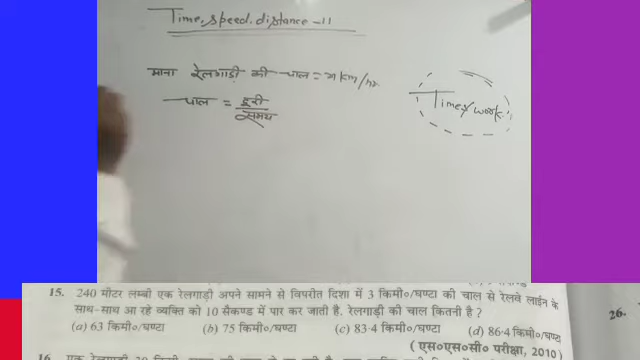 Time, speed. distance - 11
माना रेलगाड़ी की चाल = x km/hr.
चाल = दूरी
समय
Time & work
15. 240 मीटर लम्बी एक रेलगाड़ी अपने सामने से विपरीत दिशा में 3 किमी०/घण्टा की चाल से रेलवे लाईन के
साथ-साथ आ रहे व्यक्ति को 10 सैकण्ड में पार कर जाती है. रेलगाड़ी की चाल कितनी है ?
(a) 63 किमी०/घण्टा (b) 75 किमी०/घण्टा (c) 83·4 किमी०/घण्टा (d) 86·4 किमी०/घण्टा
( एस०एस०सी० परीक्षा, 2010 )
26.